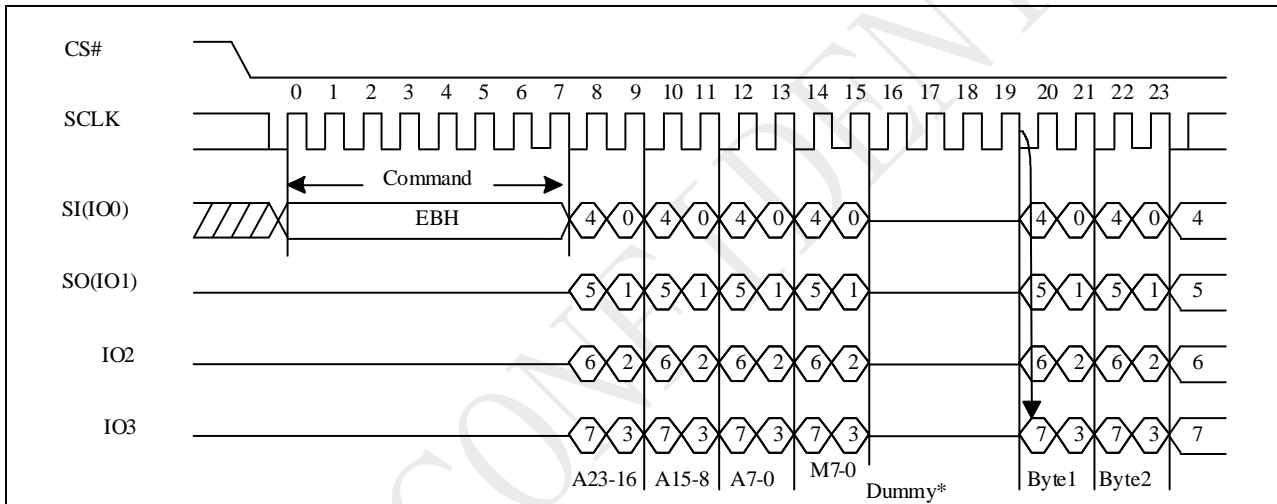 CS#
0 1 2 3 4 5 6 7 8 9 10 11 12 13 14 15 16 17 18 19 20 21 22 23
SCLK
Command
SI(IO0) EBH 4 0 4 0 4 0 4 0 4 0 4 0 4
SO(IO1) 5 1 5 1 5 1 5 1 5 1 5 1 5
IO2 6 2 6 2 6 2 6 2 6 2 6 2 6
IO3 7 3 7 3 7 3 7 3 7 3 7 3 7
A23-16 A15-8 A7-0 M7-0 Dummy* Byte1 Byte2
CONFIDENT